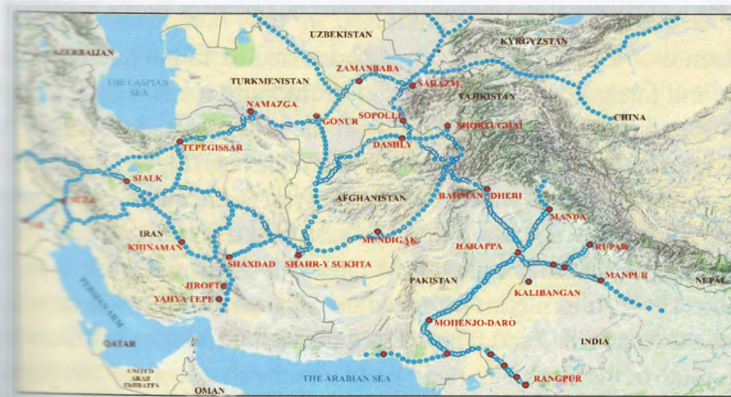 UZBEKISTAN
KYRGYZSTAN
AZERBAIJAN
ZAMANBABA
THE CASPIAN
SEA
TURKMENISTAN
SARAZM
TAJIKISTAN
NAMAZGA
GONUR
SOPOLLI
SHORTUGHAI
CHINA
TEPEGISSAR
DASHLY
SIALK
SUZA
AFGHANISTAN
RAHMAN DHERI
MANDA
IRAN
KHINAMAN
MUNDIGAK
HARAPPA
RUPAR
SHAXDAD
SHAHR-Y SUKHTA
PAKISTAN
MANPUR
NEPAL
KALIBANGAN
JIROFT
YAHYA-TEPE
PERSIAN ARM
MOHENJO-DARO
QATAR
INDIA
UNITED
ARAB
EMIRATES
THE ARABIAN SEA
RANGPUR
OMAN